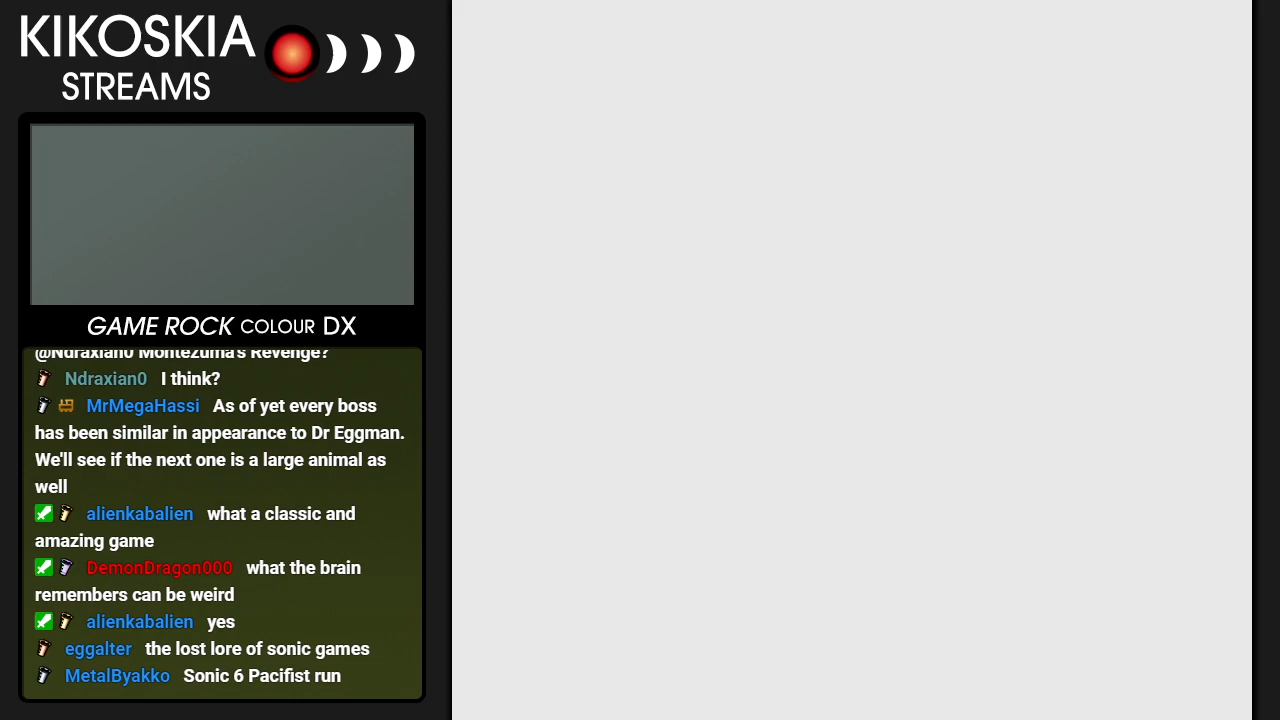 KIKOSKIA
STREAMS
GAME ROCK COLOUR DX
@Ndraxian0 Montezuma's Revenge?
Ndraxian0 I think?
MrMegaHassi As of yet every boss
has been similar in appearance to Dr Eggman.
We'll see if the next one is a large animal as
well
alienkabalien what a classic and
amazing game
DemonDragon000 what the brain
remembers can be weird
alienkabalien yes
eggalter the lost lore of sonic games
MetalByakko Sonic 6 Pacifist run